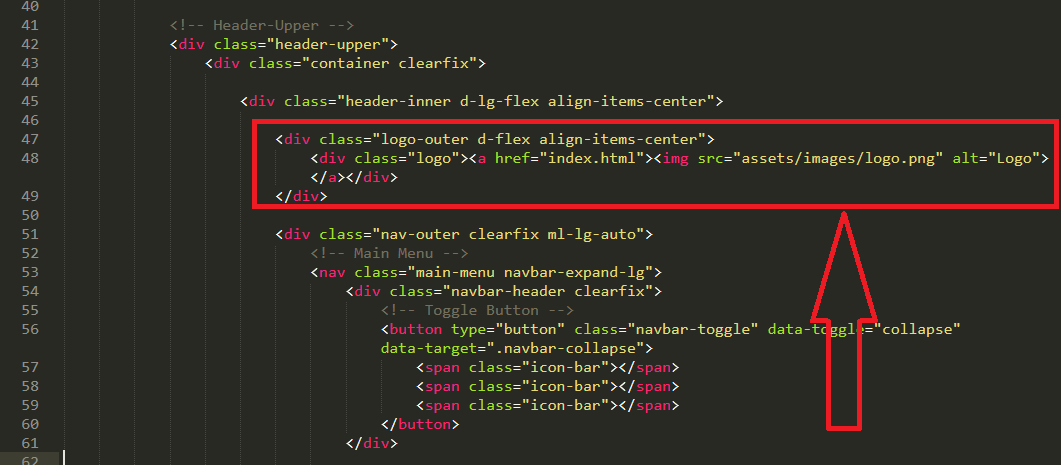 40
41 <!-- Header-Upper -->
42 <div class="header-upper">
43 <div class="container clearfix">
44
45 <div class="header-inner d-lg-flex align-items-center">
46
47 <div class="logo-outer d-flex align-items-center">
48 <div class="logo"><a href="index.html"><img src="assets/images/logo.png" alt="Logo">
</a></div>
49 </div>
50
51 <div class="nav-outer clearfix ml-lg-auto">
52 <!-- Main Menu -->
53 <nav class="main-menu navbar-expand-lg">
54 <div class="navbar-header clearfix">
55 <!-- Toggle Button -->
56 <button type="button" class="navbar-toggle" data-toggle="collapse"
data-target=".navbar-collapse">
57 <span class="icon-bar"></span>
58 <span class="icon-bar"></span>
59 <span class="icon-bar"></span>
60 </button>
61 </div>
62